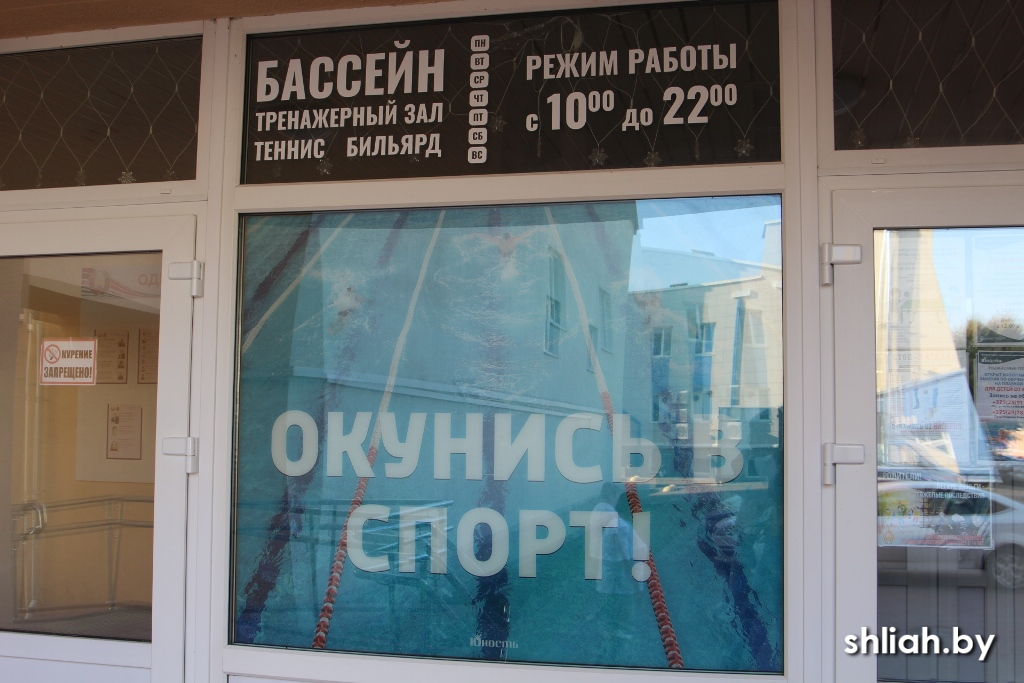 БАССЕЙН
ТРЕНАЖЕРНЫЙ ЗАЛ
ТЕННИС БИЛЬЯРД
ПН
ВТ
СР
ЧТ
ПТ
СБ
ВС
РЕЖИМ РАБОТЫ
с 10⁰⁰ до 22⁰⁰
КУРЕНИЕ
ЗАПРЕЩЕНО!
ОКУНИСЬ В
СПОРТ!
Юность
shliah.by